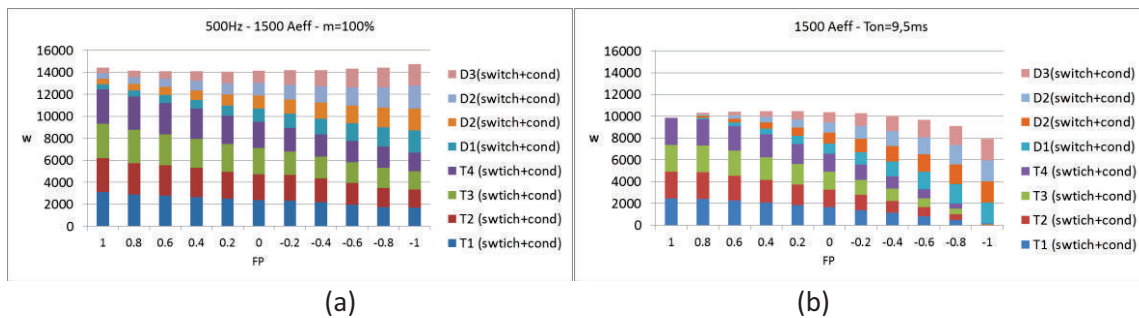 500Hz - 1500 Aeff - m=100%
16000
14000
12000
10000
8000
6000
4000
2000
0
W
1 0.8 0.6 0.4 0.2 0 -0.2 -0.4 -0.6 -0.8 -1
FP
D3(switch+cond)
D2(switch+cond)
D2(switch+cond)
D1(switch+cond)
T4 (swtich+cond)
T3 (swtich+cond)
T2 (swtich+cond)
T1 (swtich+cond)
(a)
1500 Aeff - Ton=9,5ms
16000
14000
12000
10000
8000
6000
4000
2000
0
W
1 0.8 0.6 0.4 0.2 0 -0.2 -0.4 -0.6 -0.8 -1
FP
D3(switch+cond)
D2(switch+cond)
D2(switch+cond)
D1(switch+cond)
T4 (swtich+cond)
T3 (swtich+cond)
T2 (swtich+cond)
T1 (swtich+cond)
(b)